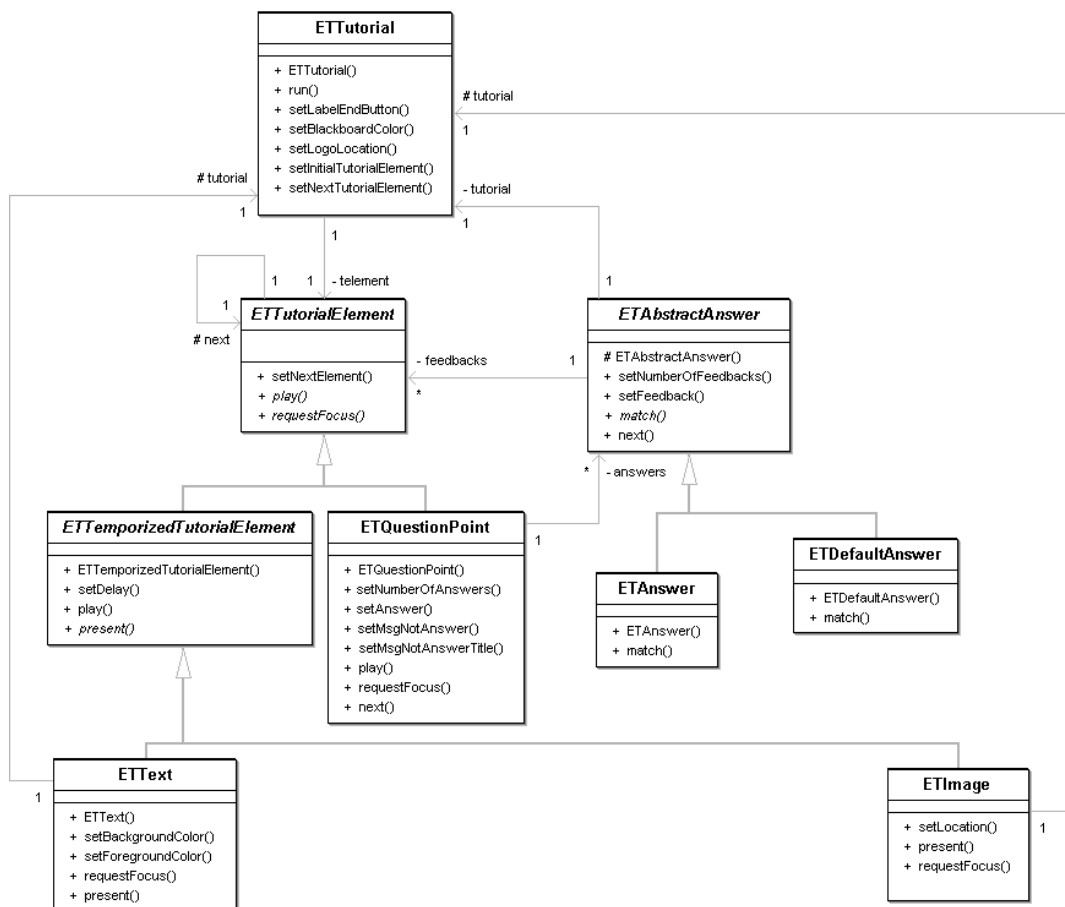 ETTutorial
+ ETTutorial()
+ run()
+ setLabelEndButton()
+ setBlackboardColor()
+ setLogoLocation()
+ setInitialTutorialElement()
+ setNextTutorialElement()
# tutorial
1
# tutorial
1
- tutorial
1
1
1 - telement
1
1
# next
1
ETTutorialElement
+ setNextElement()
+ play()
+ requestFocus()
- feedbacks
*
1
ETAbstractAnswer
# ETAbstractAnswer()
+ setNumberOfFeedbacks()
+ setFeedback()
+ match()
+ next()
* - answers
1
ETTemporizedTutorialElement
+ ETTemporizedTutorialElement()
+ setDelay()
+ play()
+ present()
ETQuestionPoint
+ ETQuestionPoint()
+ setNumberOfAnswers()
+ setAnswer()
+ setMsgNotAnswer()
+ setMsgNotAnswerTitle()
+ play()
+ requestFocus()
+ next()
ETAnswer
+ ETAnswer()
+ match()
ETDefaultAnswer
+ ETDefaultAnswer()
+ match()
ETText
+ ETText()
+ setBackgroundColor()
+ setForegroundColor()
+ requestFocus()
+ present()
1
ETImage
+ setLocation()
+ present()
+ requestFocus()
1